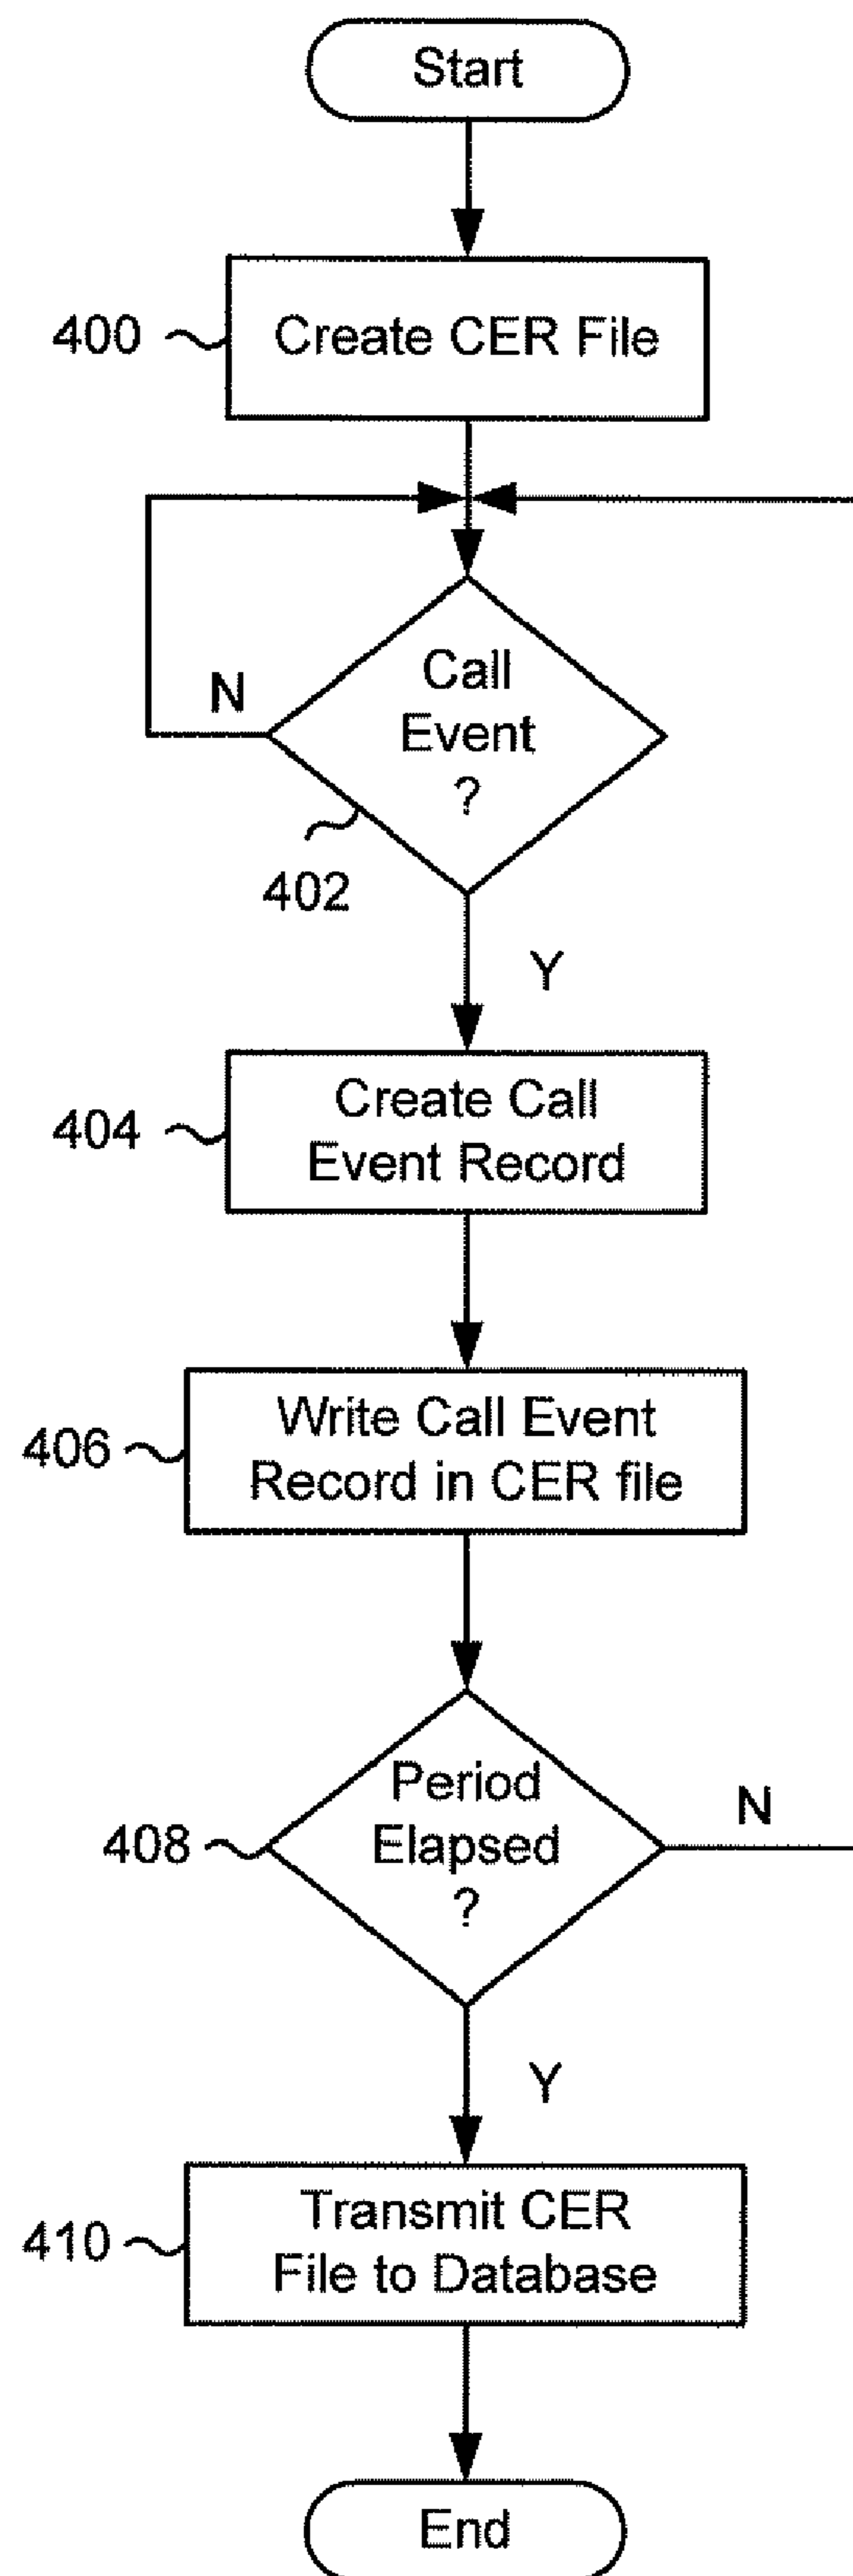 Start
400
Create CER File
N
Call
Event
?
402
Y
404
Create Call
Event Record
406
Write Call Event
Record in CER file
408
Period
Elapsed
?
N
Y
410
Transmit CER
File to Database
End